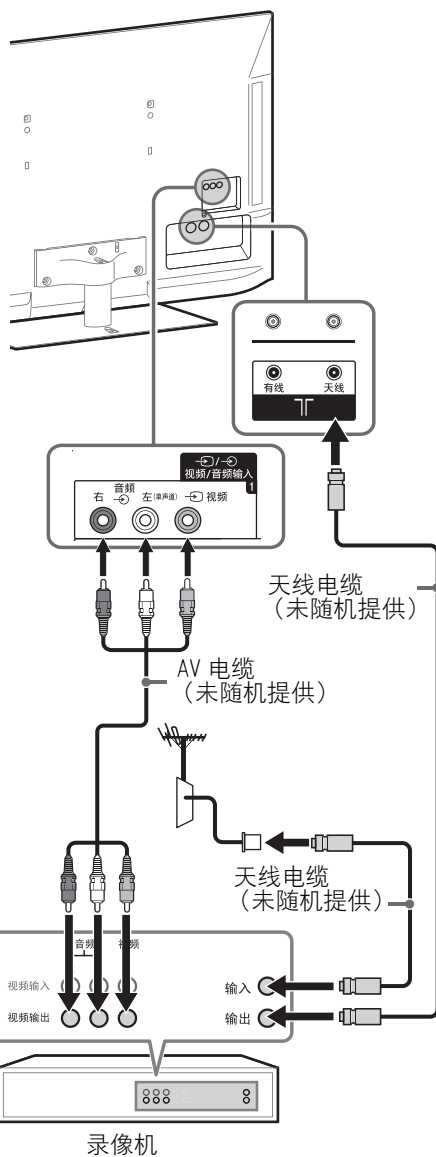 有线 天线
视频/音频输入
1
音频
右 左(单声道) 视频
天线电缆
(未随机提供)
AV 电缆
(未随机提供)
天线电缆
(未随机提供)
音频 视频
视频输入 输入
视频输出 输出
录像机